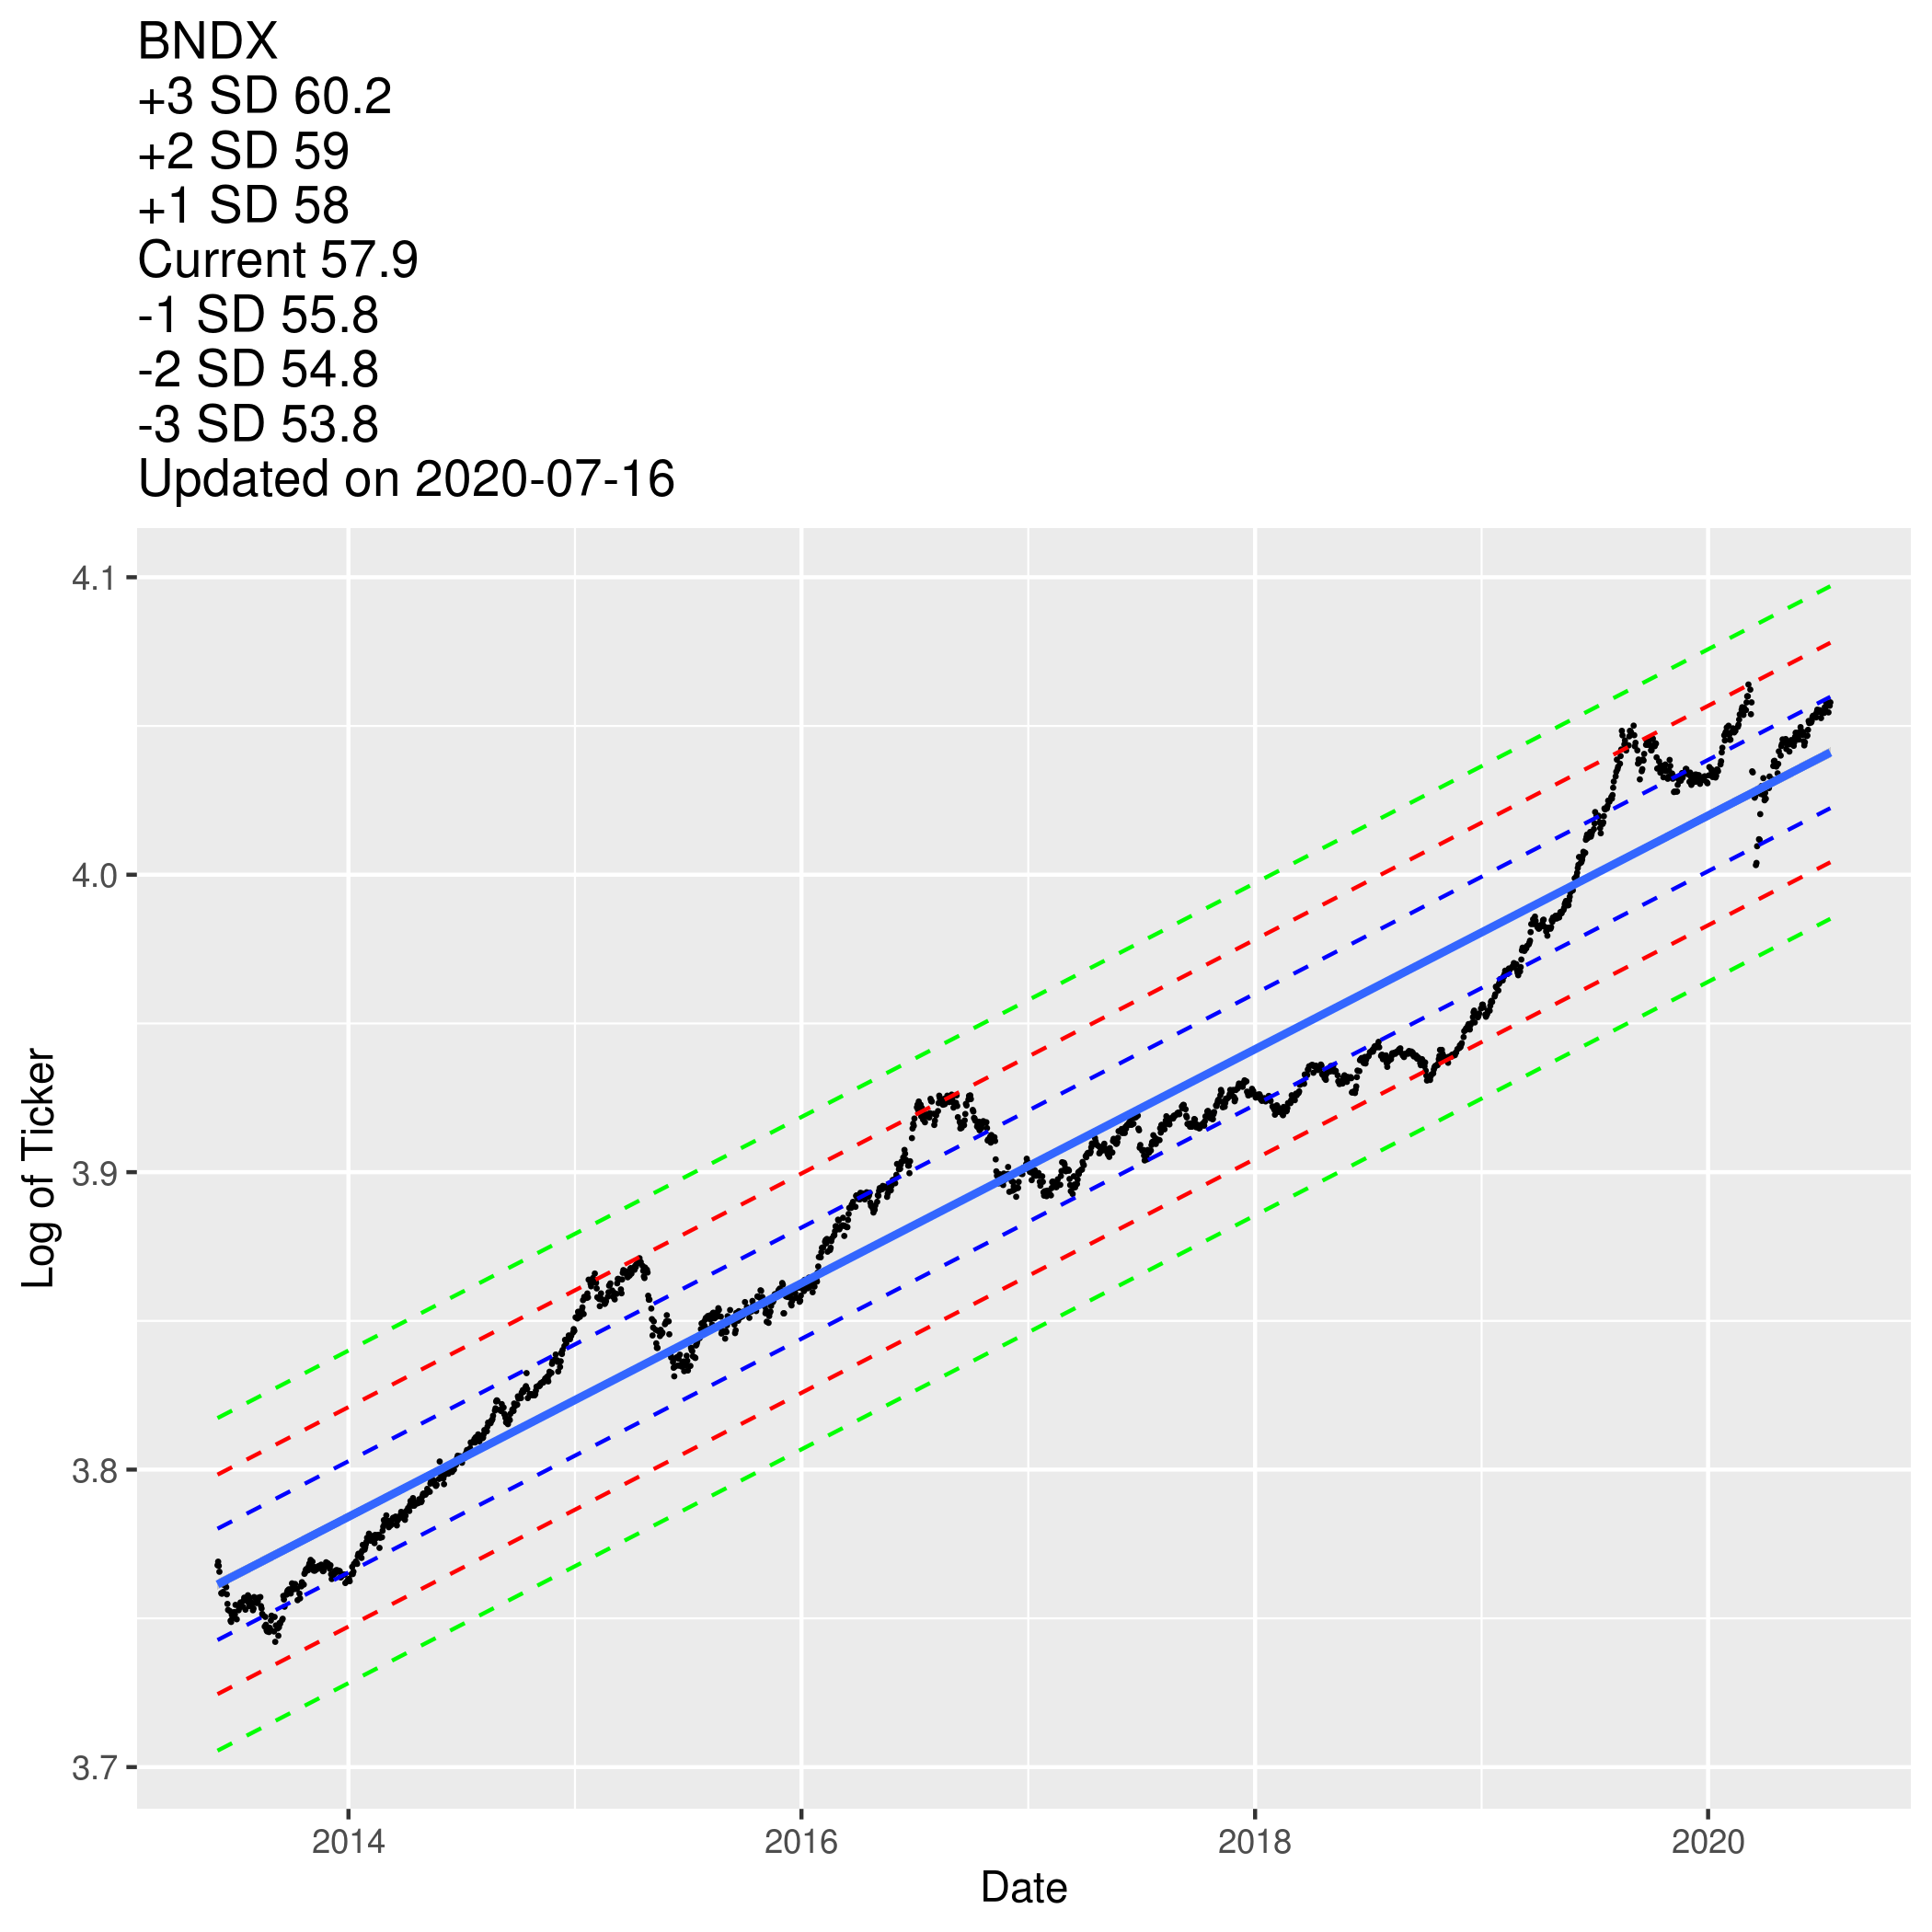 BNDX
+3 SD 60.2
+2 SD 59
+1 SD 58
Current 57.9
-1 SD 55.8
-2 SD 54.8
-3 SD 53.8
Updated on 2020-07-16
4.1
4.0
3.9
3.8
3.7
Log of Ticker
2014 2016 2018 2020
Date